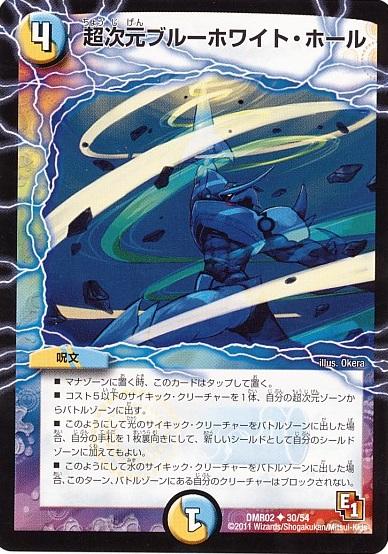 4
超次元ブルーホワイト・ホール
ちょうじげん
illus. Okera
呪文
■ マナゾーンに置く時、このカードはタップして置く。
■ コスト5以下のサイキック・クリーチャーを1体、自分の超次元ゾーン
からバトルゾーンに出す。
■ このようにして光のサイキック・クリーチャーをバトルゾーンに出した場
合、自分の手札を1枚裏向きにして、新しいシールドとして自分のシールド
ゾーンに加えてもよい。
■ このようにして水のサイキック・クリーチャーをバトルゾーンに出した場
合、このターン、バトルゾーンにある自分のクリーチャーはブロックされない。
1
DMR02 ◆ 30/54
©2011 Wizards/Shogakukan/Mitsui-Kids
E1